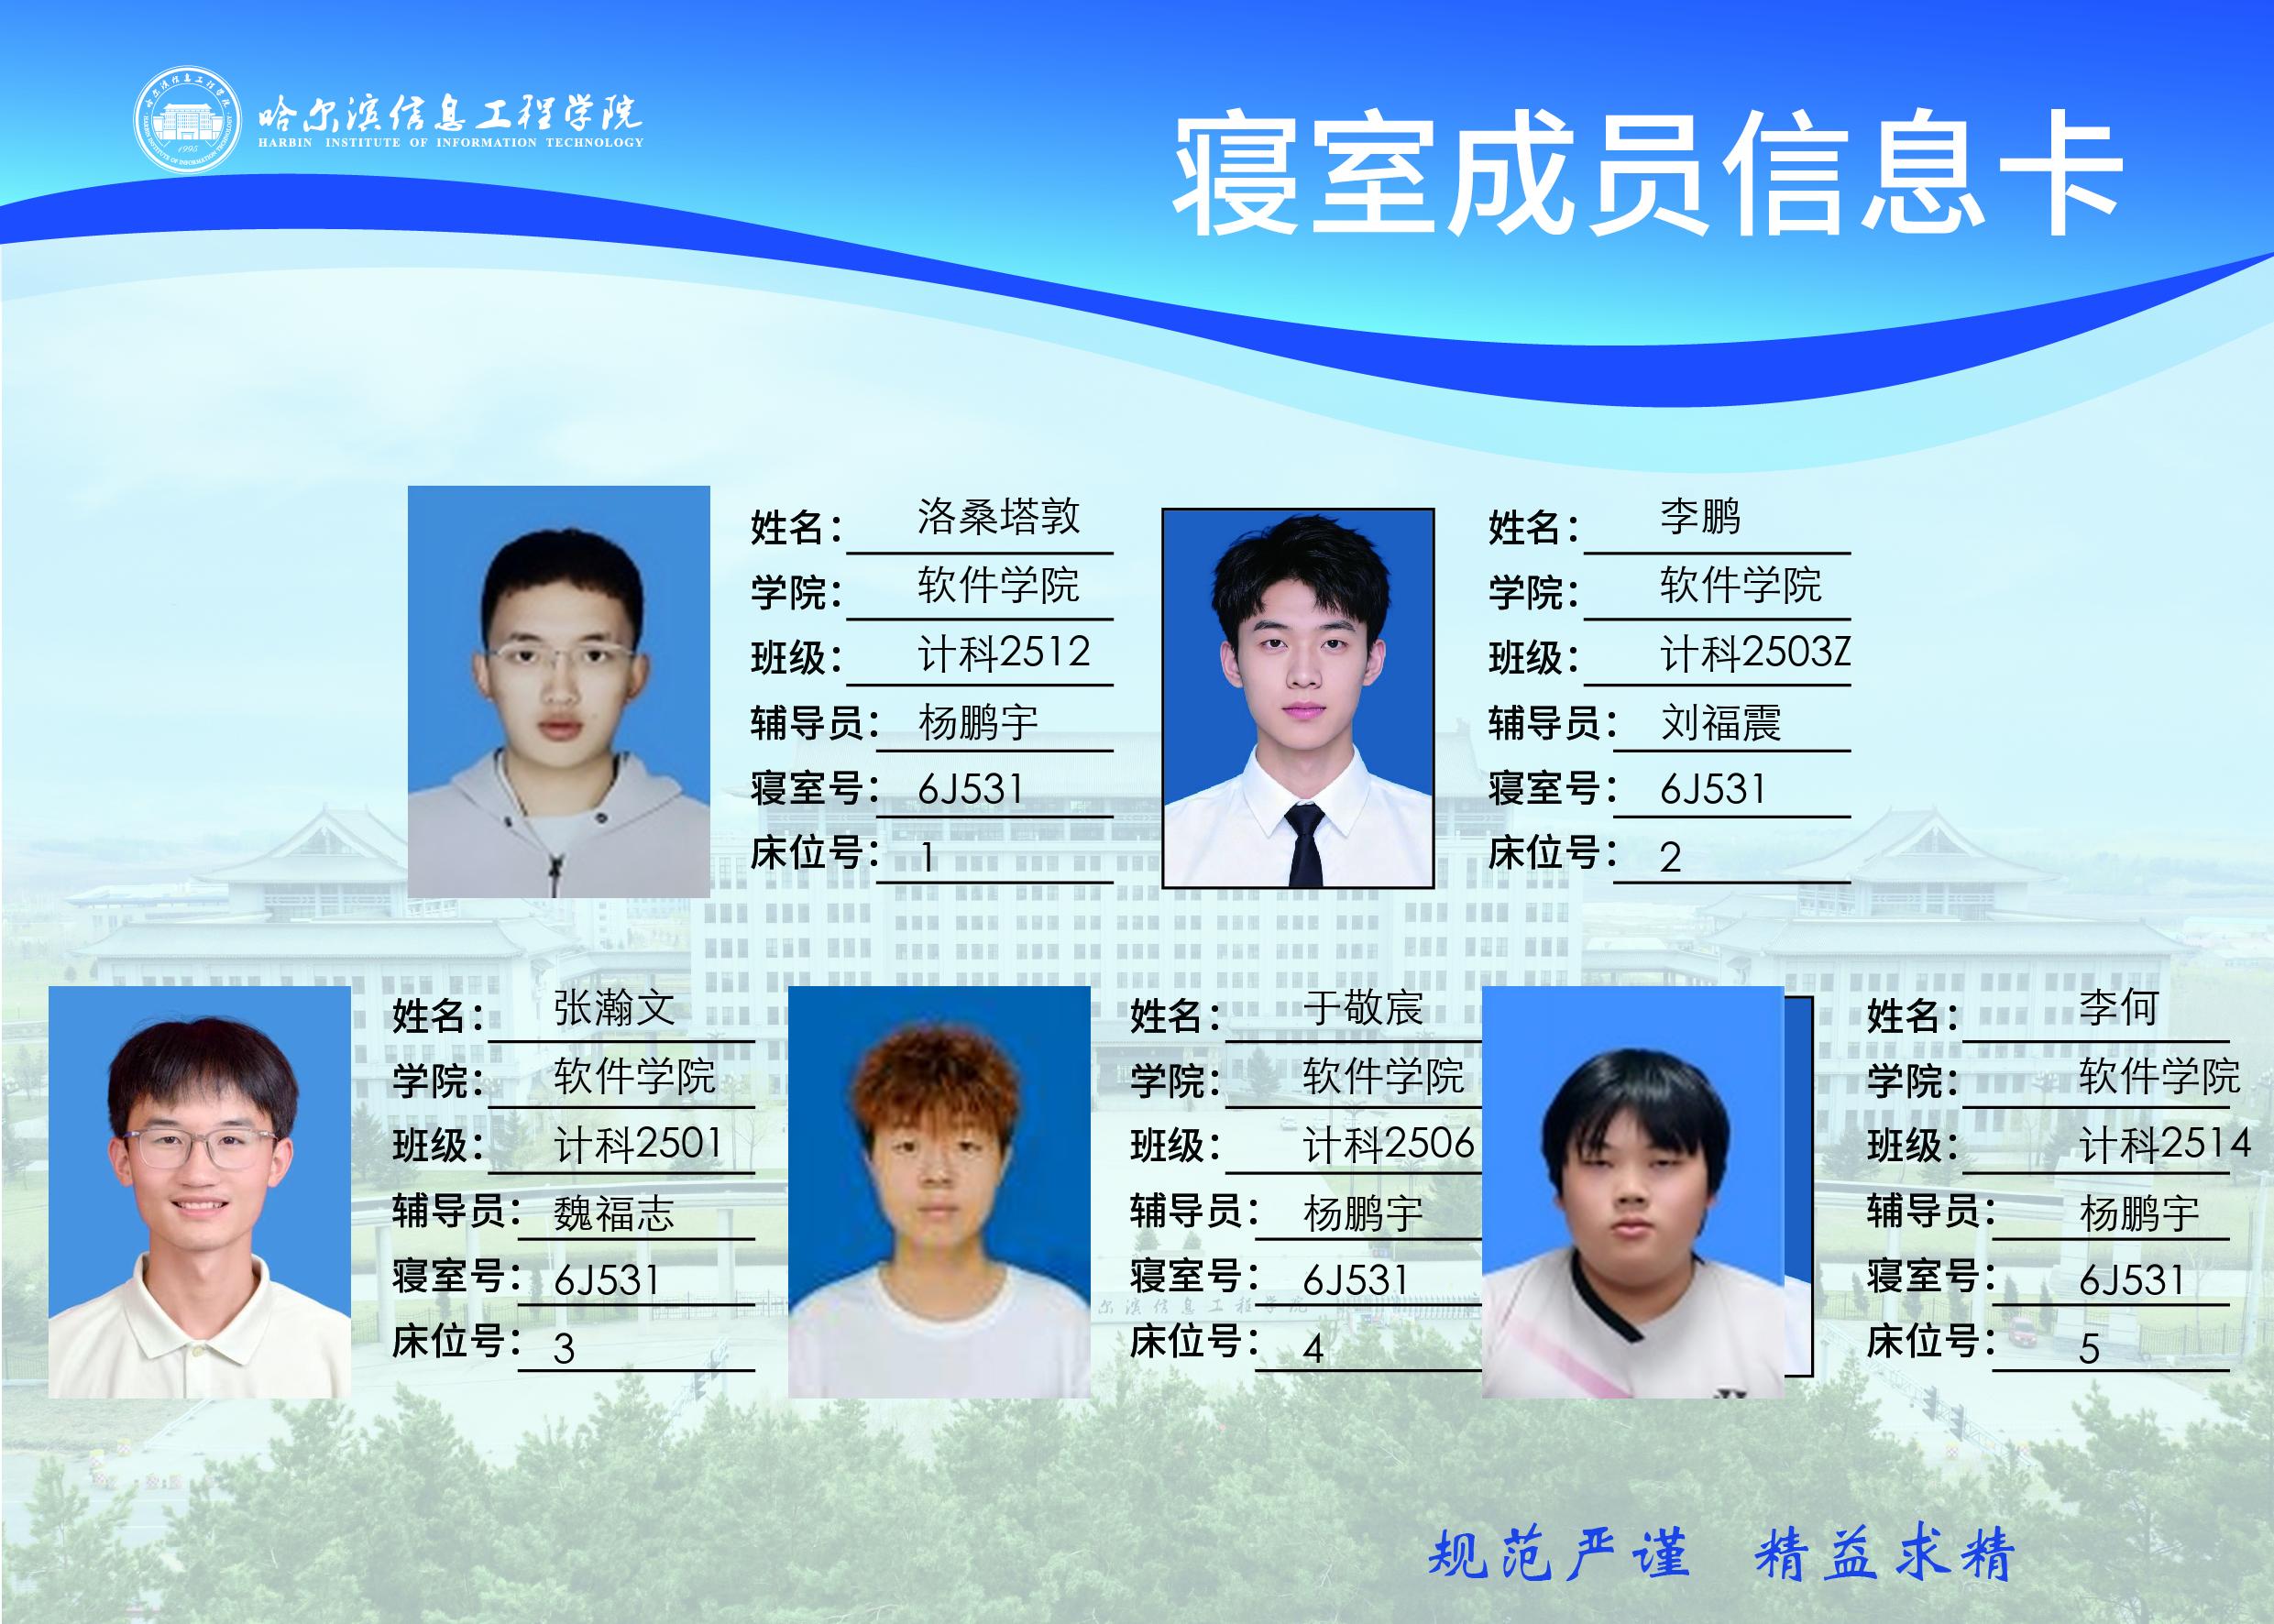 哈尔滨信息工程学院
HARBIN INSTITUTE OF INFORMATION TECHNOLOGY
1995
寝室成员信息卡
姓名: 洛桑塔敦
学院: 软件学院
班级: 计科2512
辅导员: 杨鹏宇
寝室号: 6J531
床位号: 1
姓名: 李鹏
学院: 软件学院
班级: 计科2503Z
辅导员: 刘福震
寝室号: 6J531
床位号: 2
姓名: 张瀚文
学院: 软件学院
班级: 计科2501
辅导员: 魏福志
寝室号: 6J531
床位号: 3
姓名: 于敬宸
学院: 软件学院
班级: 计科2506
辅导员: 杨鹏宇
寝室号: 6J531
床位号: 4
姓名: 李何
学院: 软件学院
班级: 计科2514
辅导员: 杨鹏宇
寝室号: 6J531
床位号: 5
尔滨信息工程学院
规范严谨 精益求精